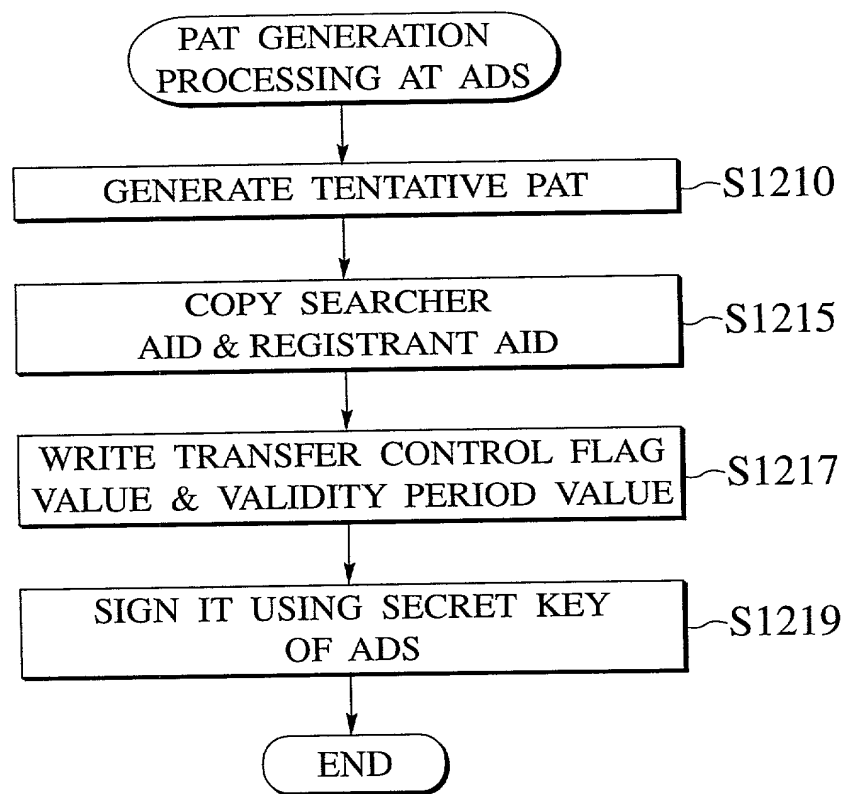 PAT GENERATION
PROCESSING AT ADS
GENERATE TENTATIVE PAT
S1210
COPY SEARCHER
AID & REGISTRANT AID
S1215
WRITE TRANSFER CONTROL FLAG
VALUE & VALIDITY PERIOD VALUE
S1217
SIGN IT USING SECRET KEY
OF ADS
S1219
END